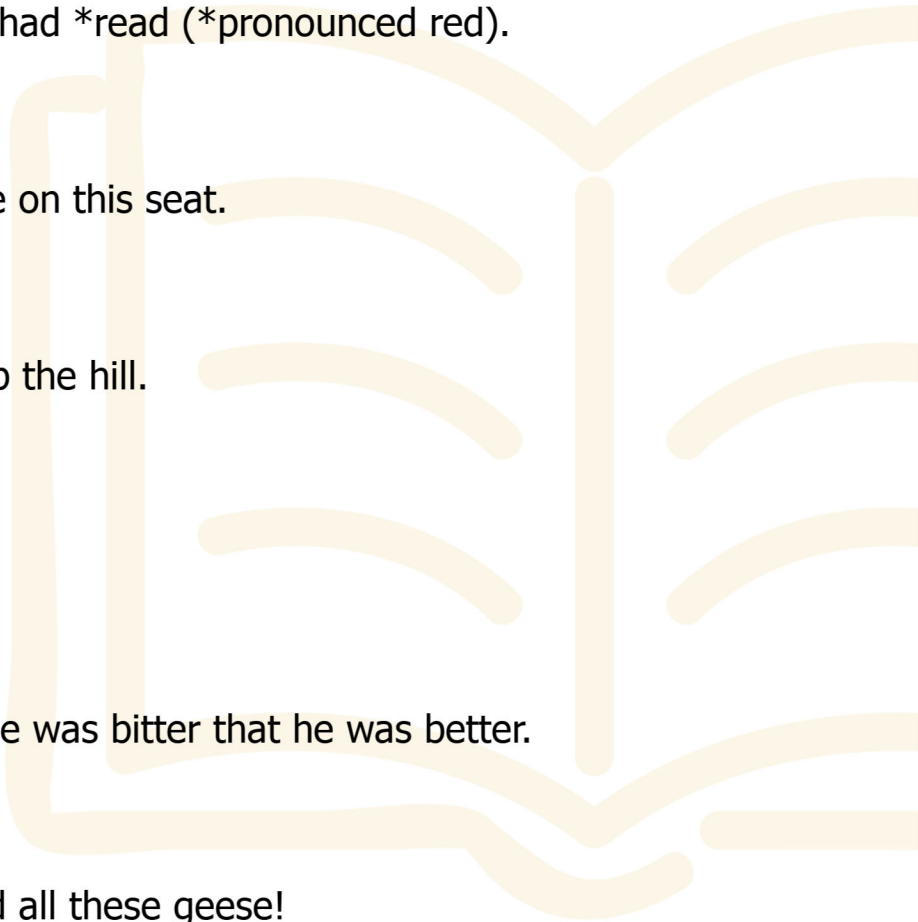 had *read (*pronounced red).
on this seat.
the hill.
was bitter that he was better.
all these geese!